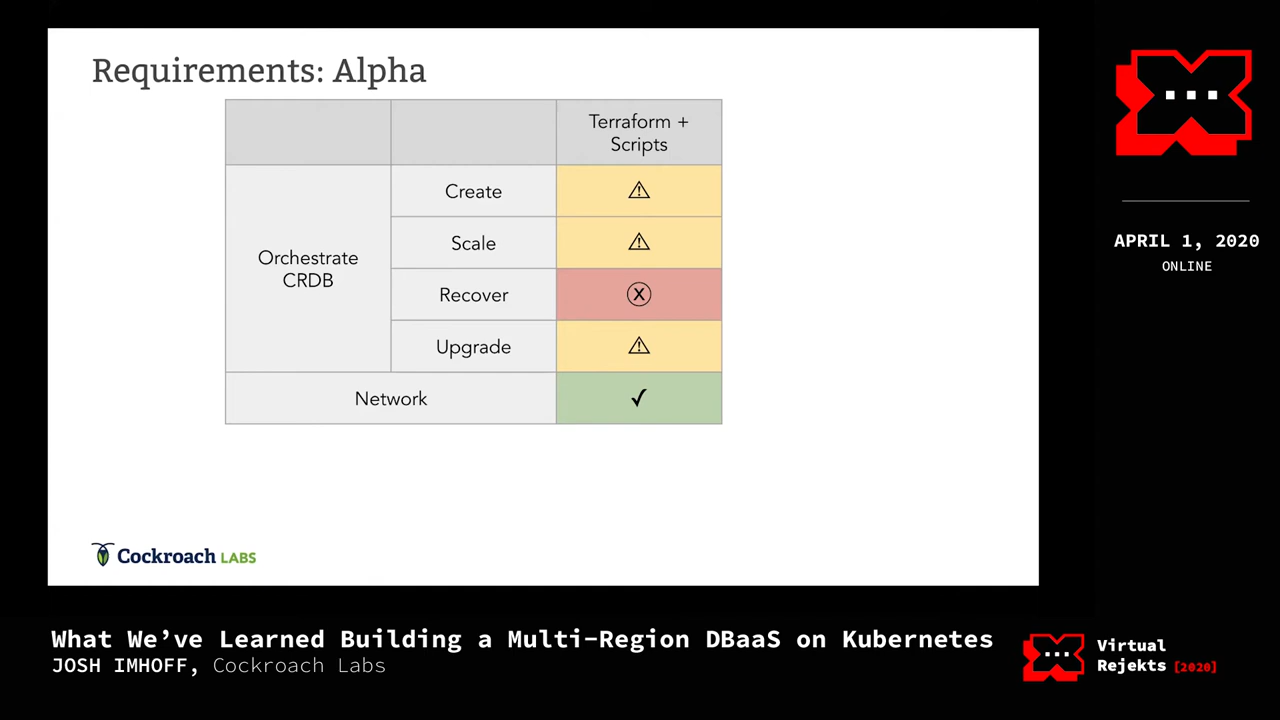 Requirements: Alpha
Terraform +
Scripts
Orchestrate
CRDB
Create
⚠
Scale
⚠
Recover
ⓧ
Upgrade
⚠
Network
✓
Cockroach LABS
APRIL 1, 2020
ONLINE
What We’ve Learned Building a Multi-Region DBaaS on Kubernetes
JOSH IMHOFF, Cockroach Labs
Virtual
Rejekts [2020]